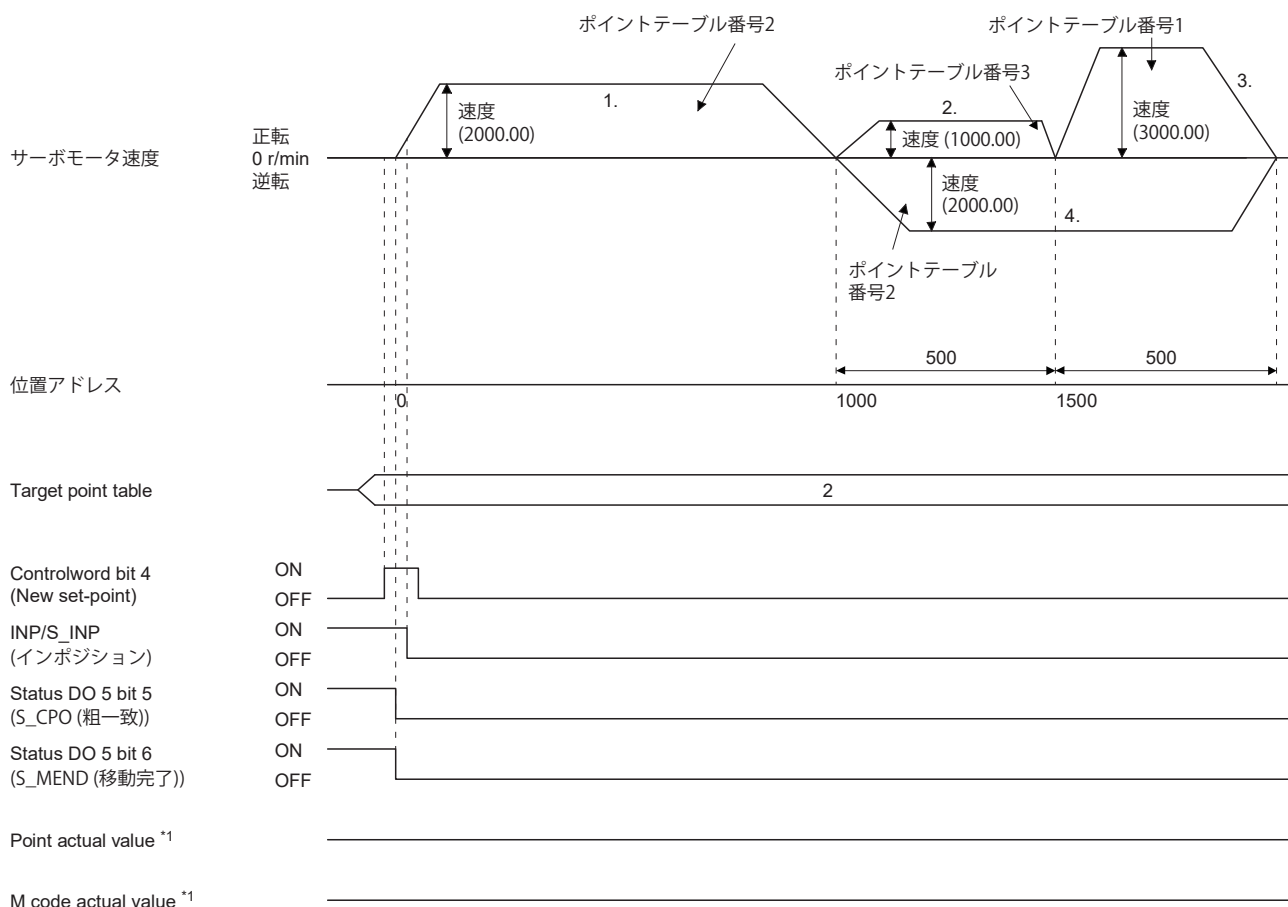 ポイントテーブル番号2
ポイントテーブル番号1
ポイントテーブル番号3
1.
2.
3.
速度
(2000.00)
速度 (1000.00)
速度
(3000.00)
サーボモータ速度
正転
0 r/min
逆転
速度
(2000.00)
4.
ポイントテーブル
番号2
500
500
位置アドレス
0
1000
1500
Target point table
2
Controlword bit 4
(New set-point)
ON
OFF
INP/S_INP
(インポジション)
ON
OFF
Status DO 5 bit 5
(S_CPO (粗一致))
ON
OFF
Status DO 5 bit 6
(S_MEND (移動完了))
ON
OFF
Point actual value *1
M code actual value *1